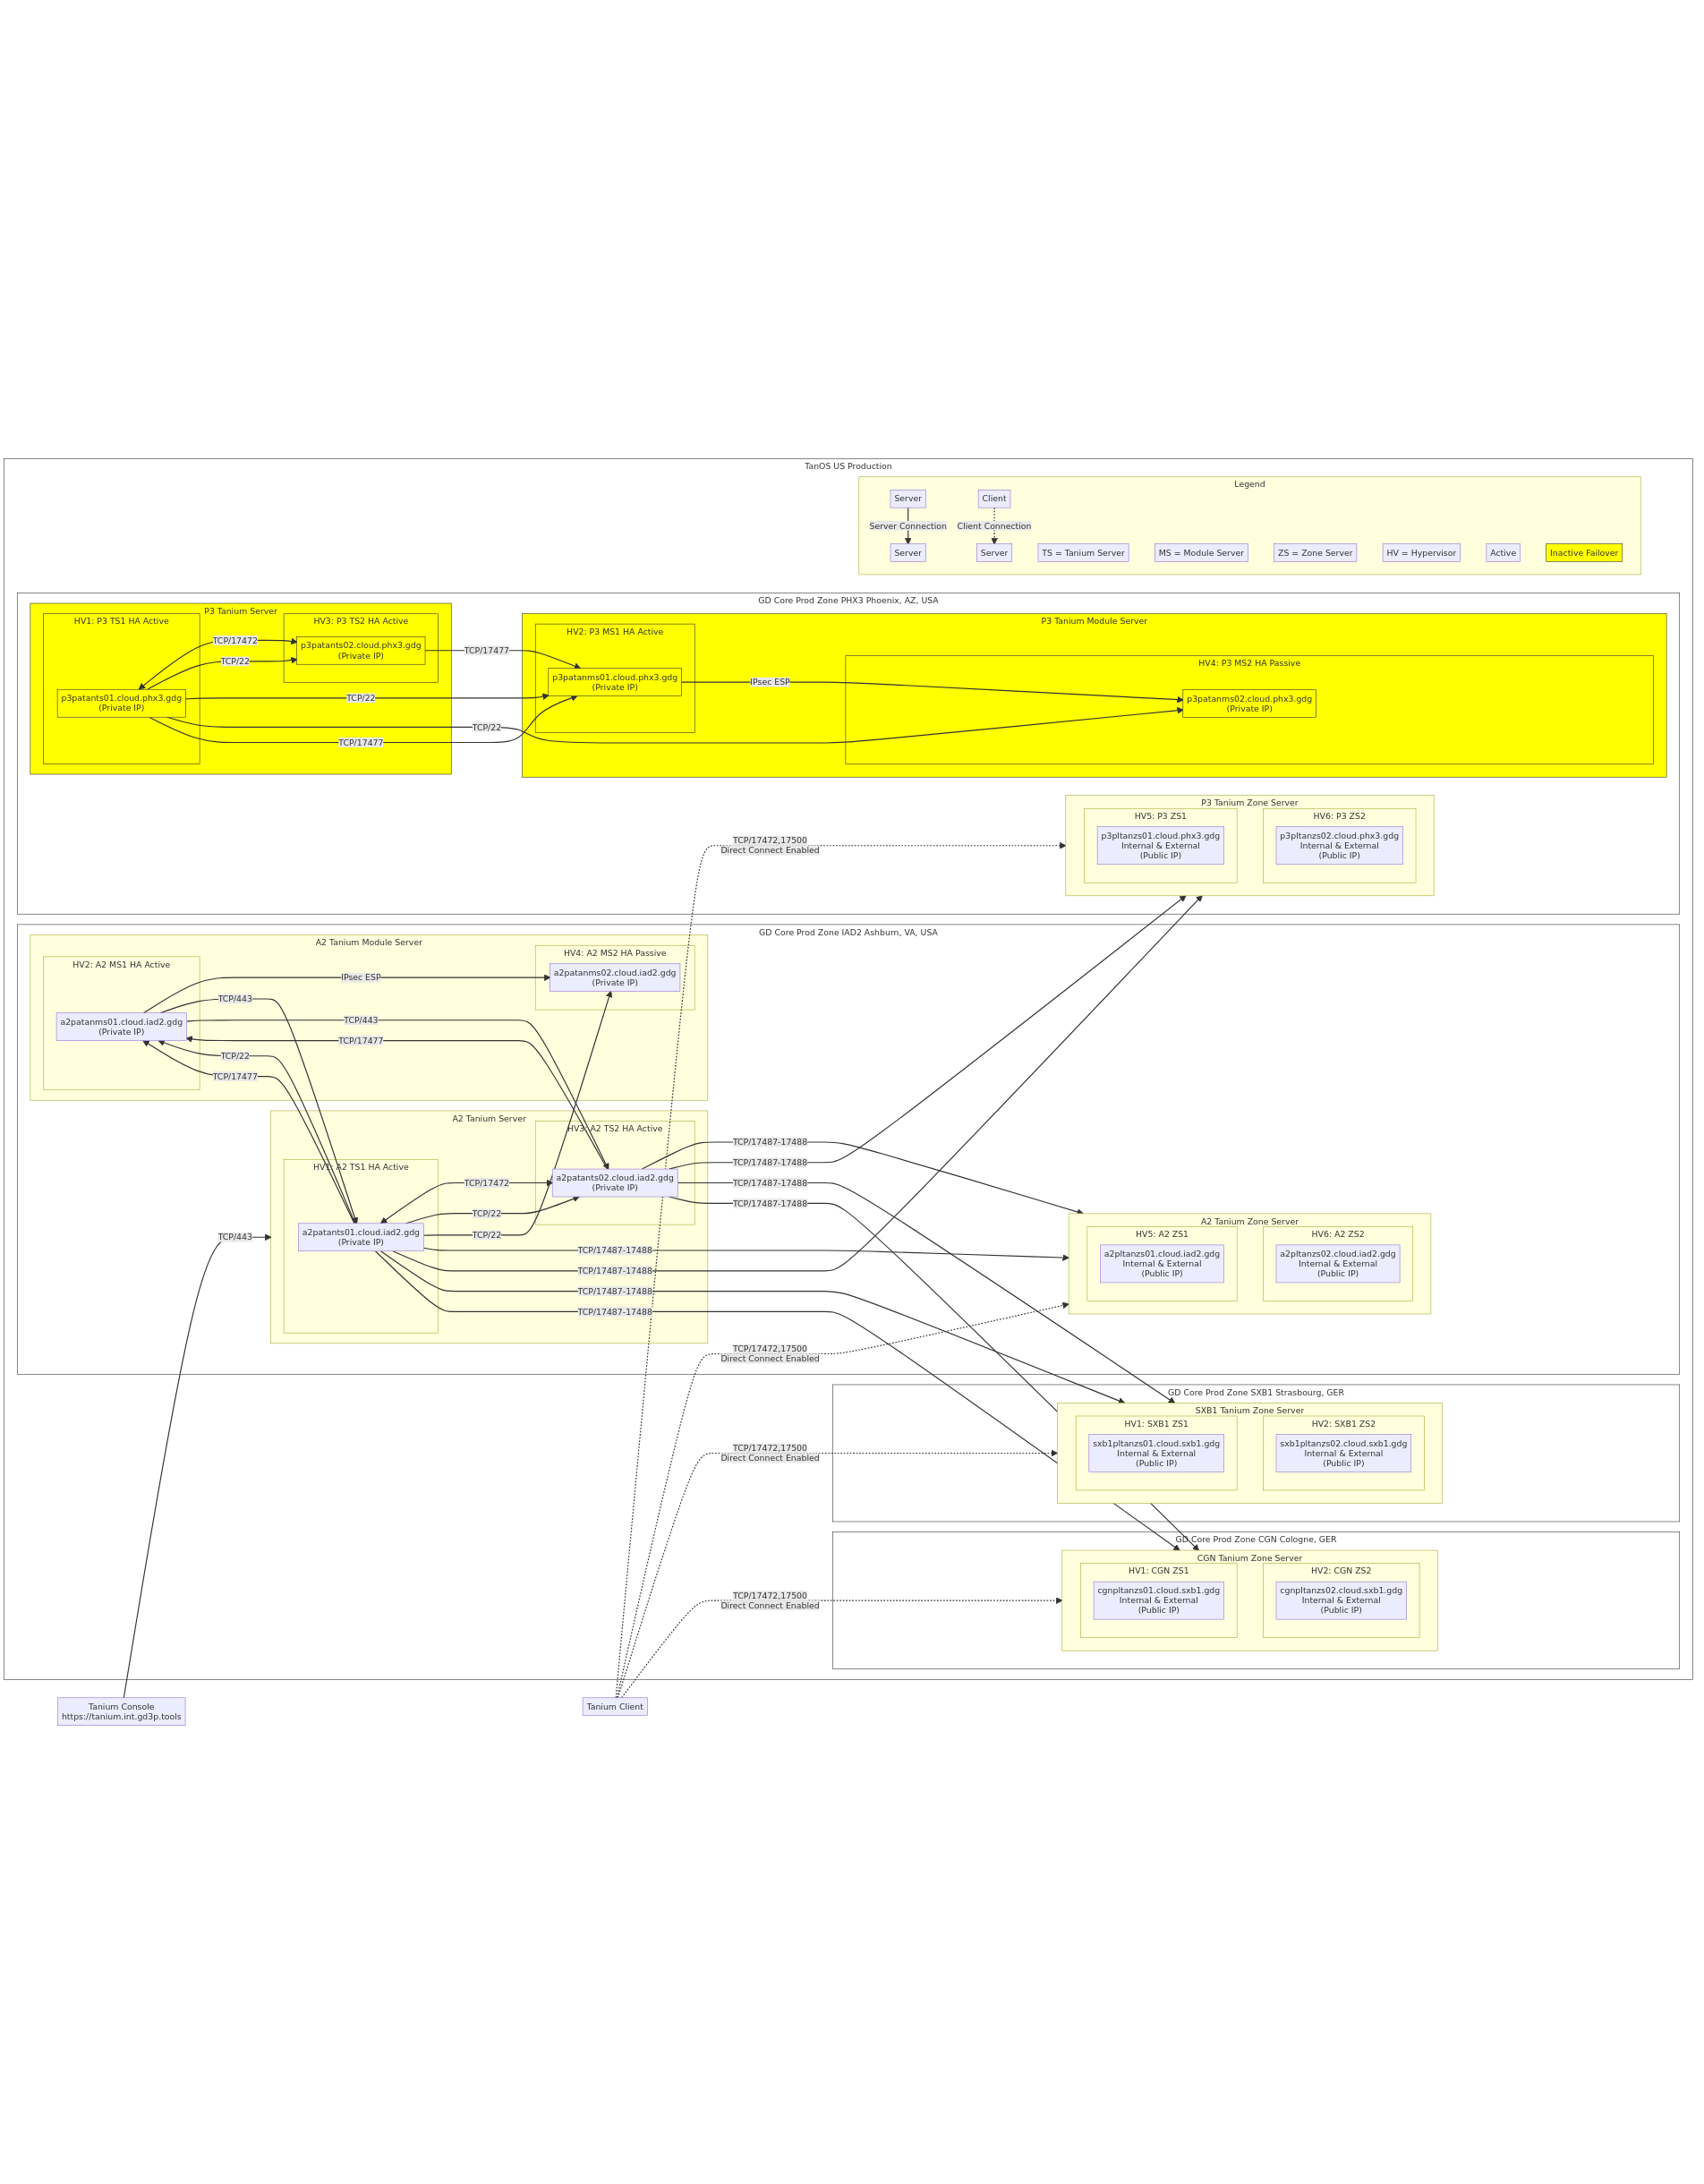 TanOS US Production
Legend
Server
Client
Server Connection
Client Connection
Server
Server
TS = Tanium Server
MS = Module Server
ZS = Zone Server
HV = Hypervisor
Active
Inactive Failover
GD Core Prod Zone PHX3 Phoenix, AZ, USA
P3 Tanium Server
HV1: P3 TS1 HA Active
HV3: P3 TS2 HA Active
TCP/17472
p3patants02.cloud.phx3.gdg
(Private IP)
TCP/22
p3patants01.cloud.phx3.gdg
(Private IP)
TCP/17477
TCP/22
TCP/22
TCP/17477
P3 Tanium Module Server
HV2: P3 MS1 HA Active
p3patanms01.cloud.phx3.gdg
(Private IP)
IPsec ESP
HV4: P3 MS2 HA Passive
p3patanms02.cloud.phx3.gdg
(Private IP)
P3 Tanium Zone Server
HV5: P3 ZS1
p3pltanzs01.cloud.phx3.gdg
Internal & External
(Public IP)
HV6: P3 ZS2
p3pltanzs02.cloud.phx3.gdg
Internal & External
(Public IP)
TCP/17472,17500
Direct Connect Enabled
GD Core Prod Zone IAD2 Ashburn, VA, USA
A2 Tanium Module Server
HV2: A2 MS1 HA Active
a2patanms01.cloud.iad2.gdg
(Private IP)
HV4: A2 MS2 HA Passive
a2patanms02.cloud.iad2.gdg
(Private IP)
IPsec ESP
TCP/443
TCP/443
TCP/17477
TCP/22
TCP/17477
A2 Tanium Server
HV1: A2 TS1 HA Active
a2patants01.cloud.iad2.gdg
(Private IP)
HV3: A2 TS2 HA Active
a2patants02.cloud.iad2.gdg
(Private IP)
TCP/17472
TCP/22
TCP/22
TCP/443
TCP/17487-17488
TCP/17487-17488
TCP/17487-17488
TCP/17487-17488
TCP/17487-17488
TCP/17487-17488
TCP/17487-17488
TCP/17487-17488
A2 Tanium Zone Server
HV5: A2 ZS1
a2pltanzs01.cloud.iad2.gdg
Internal & External
(Public IP)
HV6: A2 ZS2
a2pltanzs02.cloud.iad2.gdg
Internal & External
(Public IP)
TCP/17472,17500
Direct Connect Enabled
GD Core Prod Zone SXB1 Strasbourg, GER
SXB1 Tanium Zone Server
HV1: SXB1 ZS1
sxb1pltanzs01.cloud.sxb1.gdg
Internal & External
(Public IP)
HV2: SXB1 ZS2
sxb1pltanzs02.cloud.sxb1.gdg
Internal & External
(Public IP)
TCP/17472,17500
Direct Connect Enabled
GD Core Prod Zone CGN Cologne, GER
CGN Tanium Zone Server
HV1: CGN ZS1
cgnpltanzs01.cloud.sxb1.gdg
Internal & External
(Public IP)
HV2: CGN ZS2
cgnpltanzs02.cloud.sxb1.gdg
Internal & External
(Public IP)
TCP/17472,17500
Direct Connect Enabled
Tanium Console
https://tanium.int.gd3p.tools
Tanium Client